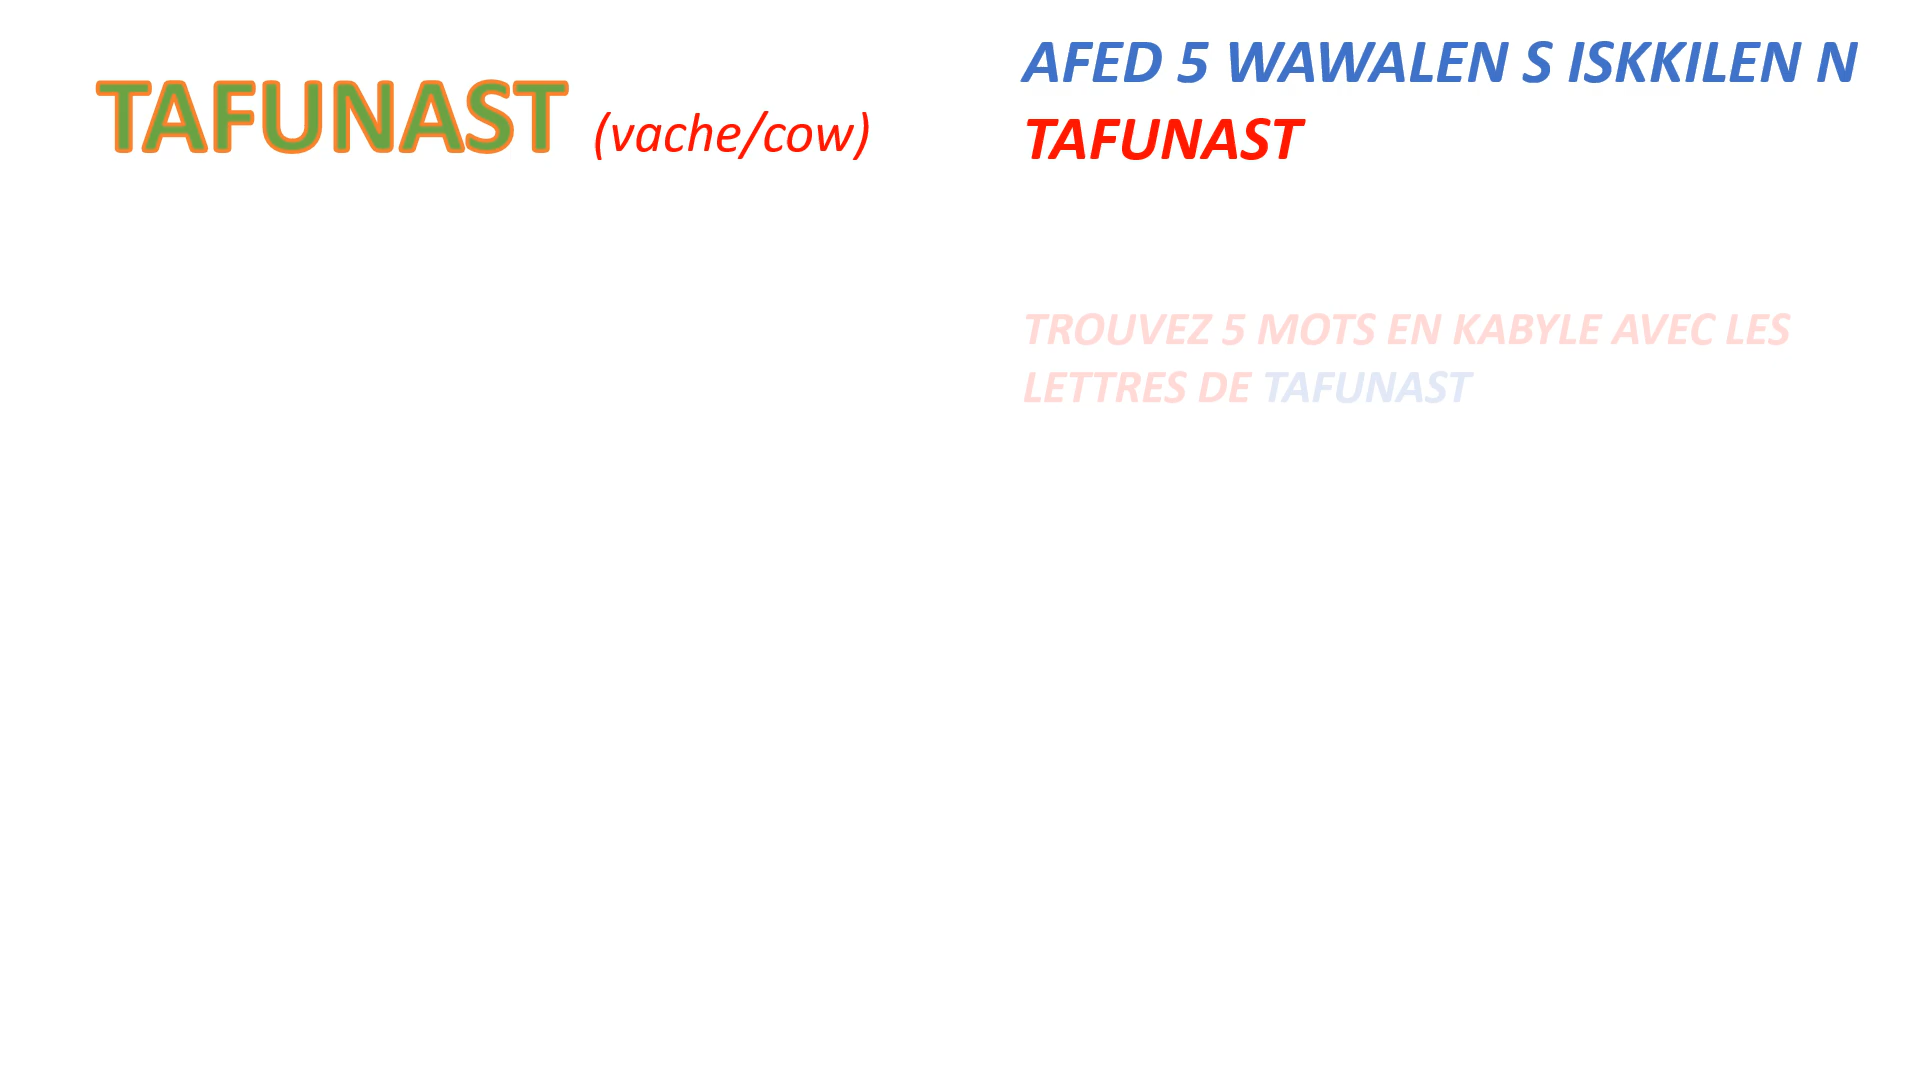 TAFUNAST (vache/cow)
AFED 5 WAWALEN S ISKKILEN N
TAFUNAST
TROUVEZ 5 MOTS EN KABYLE AVEC LES
LETTRES DE TAFUNAST